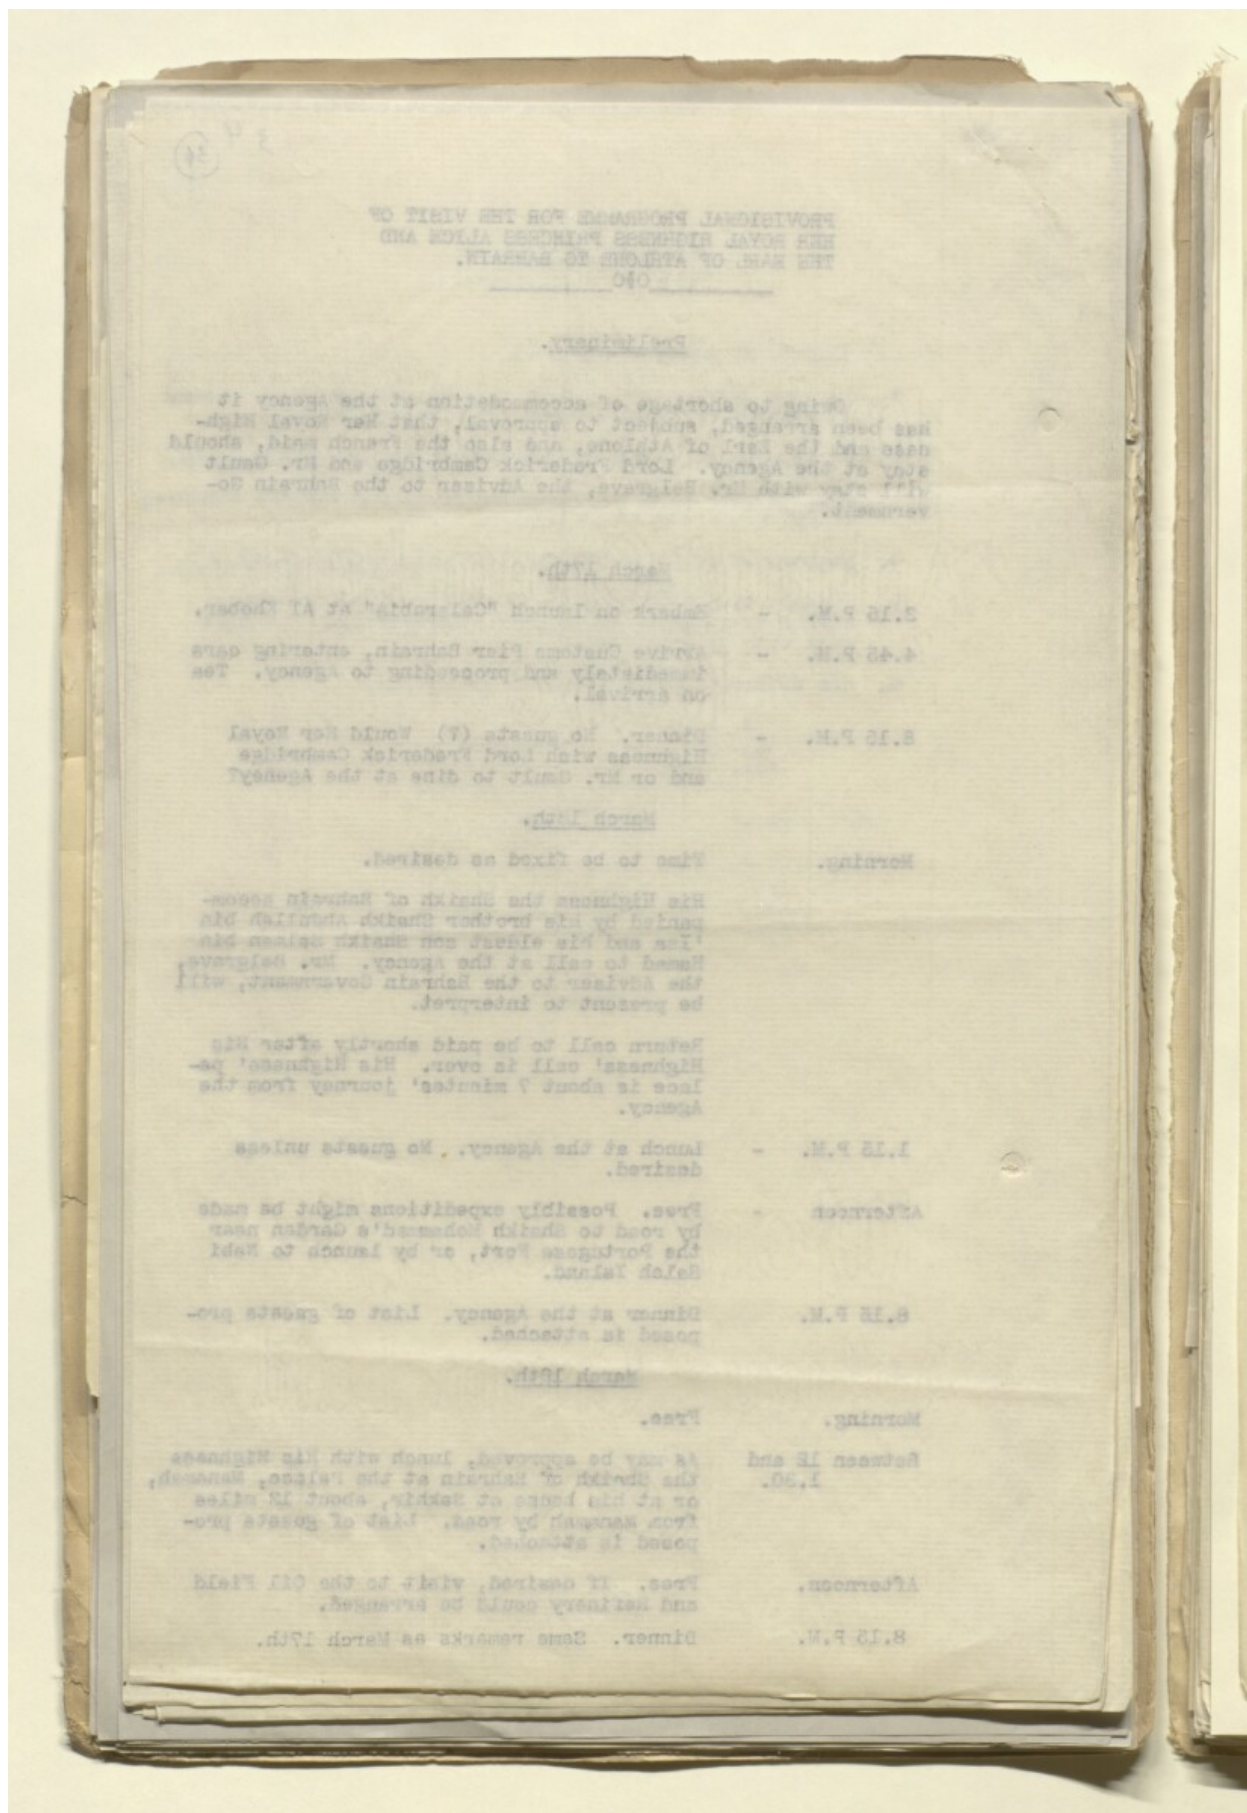 3
34
PROVISIONAL PROGRAMME FOR THE VISIT OF
HER ROYAL HIGHNESS PRINCESS ALICE AND
THE EARL OF ATHLONE TO BAHRAIN.
Preliminary.
Owing to shortage of accommodation at the Agency it
has been arranged, subject to approval, that Her Royal High-
ness and the Earl of Athlone, and also the French maid, should
stay at the Agency. Lord Frederick Cambridge and Mr. Gault
will stay with Mr. Belgrave, the Adviser to the Bahrain Go-
vernment.
March 17th.
3.15 P.M. - Embark on launch "Calarabia" at Al Khobar.
4.45 P.M. - Arrive Customs Pier Bahrain, entering cars
immediately and proceeding to Agency. Tea
on arrival.
8.15 P.M. - Dinner. No guests (?) Would Her Royal
Highness wish Lord Frederick Cambridge
and or Mr. Gault to dine at the Agency?
March 18th.
Morning. Time to be fixed as desired.
His Highness the Shaikh of Bahrain accom-
panied by his brother Shaikh Abdullah bin
'Isa and his eldest son Shaikh Salman bin
Hamad to call at the Agency. Mr. Belgrave,
the Adviser to the Bahrain Government, will
be present to interpret.
Return call to be paid shortly after His
Highness' call is over. His Highness' pa-
lace is about 7 minutes' journey from the
Agency.
1.15 P.M. - Lunch at the Agency. No guests unless
desired.
Afternoon - Free. Possibly expeditions might be made
by road to Shaikh Mohammad's Garden near
the Portugese Fort, or by launch to Nabi
Saleh Island.
8.15 P.M. Dinner at the Agency. List of guests pro-
posed is attached.
March 19th.
Morning. Free.
Between 12 and As may be approved, lunch with His Highness
1.30. the Shaikh of Bahrain at the Palace, Manamah,
or at his house at Sakhir, about 12 miles
from Manamah by road. List of guests pro-
posed is attached.
Afternoon. Free. If desired, visit to the Oil Field
and Refinery could be arranged.
8.15 P.M. Dinner. Same remarks as March 17th.